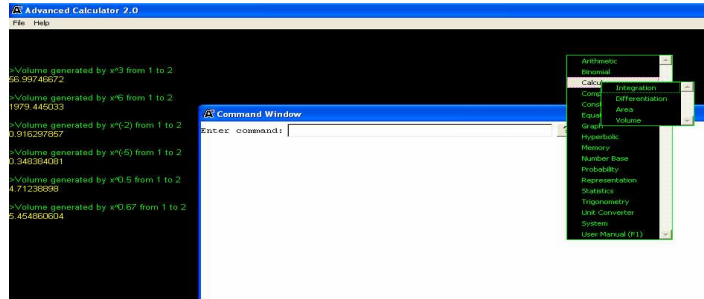 Advanced Calculator 2.0
File Help
>Volume generated by x^3 from 1 to 2
56.99746672
>Volume generated by x^6 from 1 to 2
1979.445033
>Volume generated by x^(-2) from 1 to 2
0.916297857
>Volume generated by x^(-5) from 1 to 2
0.348384081
>Volume generated by x^0.5 from 1 to 2
4.71238898
>Volume generated by x^0.67 from 1 to 2
5.454860604
Command Window
Enter command:
?
Arithmetic
Binomial
Calcu
Comp
Const
Equat
Graph
Hyperbolic
Memory
Number Base
Probability
Representation
Statistics
Trigonometry
Unit Converter
System
User Manual (F1)
Integration
Differentiation
Area
Volume